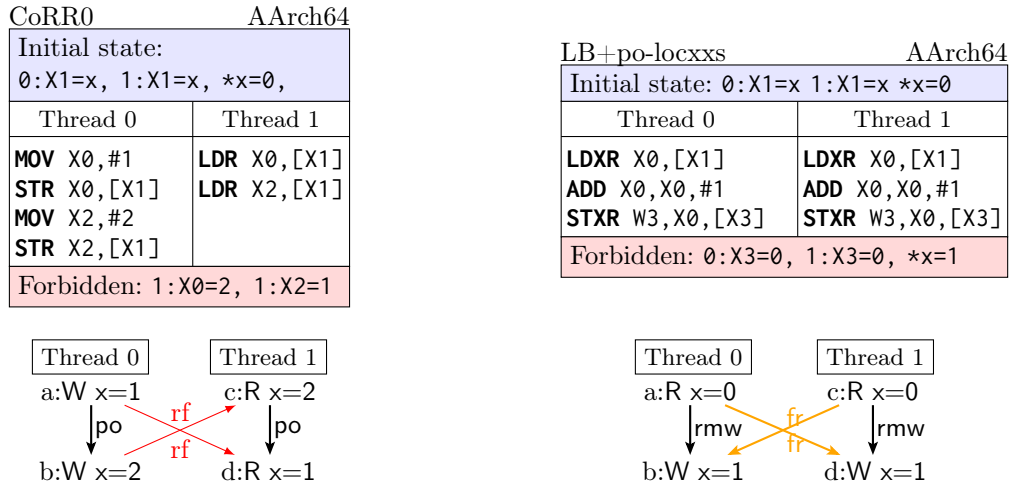 CoRR0 AArch64
Initial state:
0:X1=x, 1:X1=x, *x=0,
Thread 0 Thread 1
MOV X0,#1 LDR X0,[X1]
STR X0,[X1] LDR X2,[X1]
MOV X2,#2
STR X2,[X1]
Forbidden: 1:X0=2, 1:X2=1
Thread 0 Thread 1
a:W x=1 c:R x=2
rf
po po
rf
b:W x=2 d:R x=1
LB+po-locxxs AArch64
Initial state: 0:X1=x 1:X1=x *x=0
Thread 0 Thread 1
LDXR X0,[X1] LDXR X0,[X1]
ADD X0,X0,#1 ADD X0,X0,#1
STXR W3,X0,[X3] STXR W3,X0,[X3]
Forbidden: 0:X3=0, 1:X3=0, *x=1
Thread 0 Thread 1
a:R x=0 c:R x=0
fr
rmw rmw
fr
b:W x=1 d:W x=1